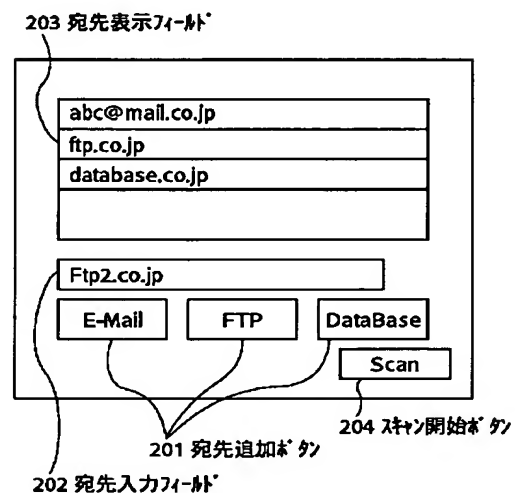 203 宛先表示ﾌｨｰﾙﾄﾞ
abc@mail.co.jp
ftp.co.jp
database.co.jp
Ftp2.co.jp
E-Mail FTP DataBase
Scan
201 宛先追加ﾎﾞﾀﾝ
204 ｽｷｬﾝ開始ﾎﾞﾀﾝ
202 宛先入力ﾌｨｰﾙﾄﾞ